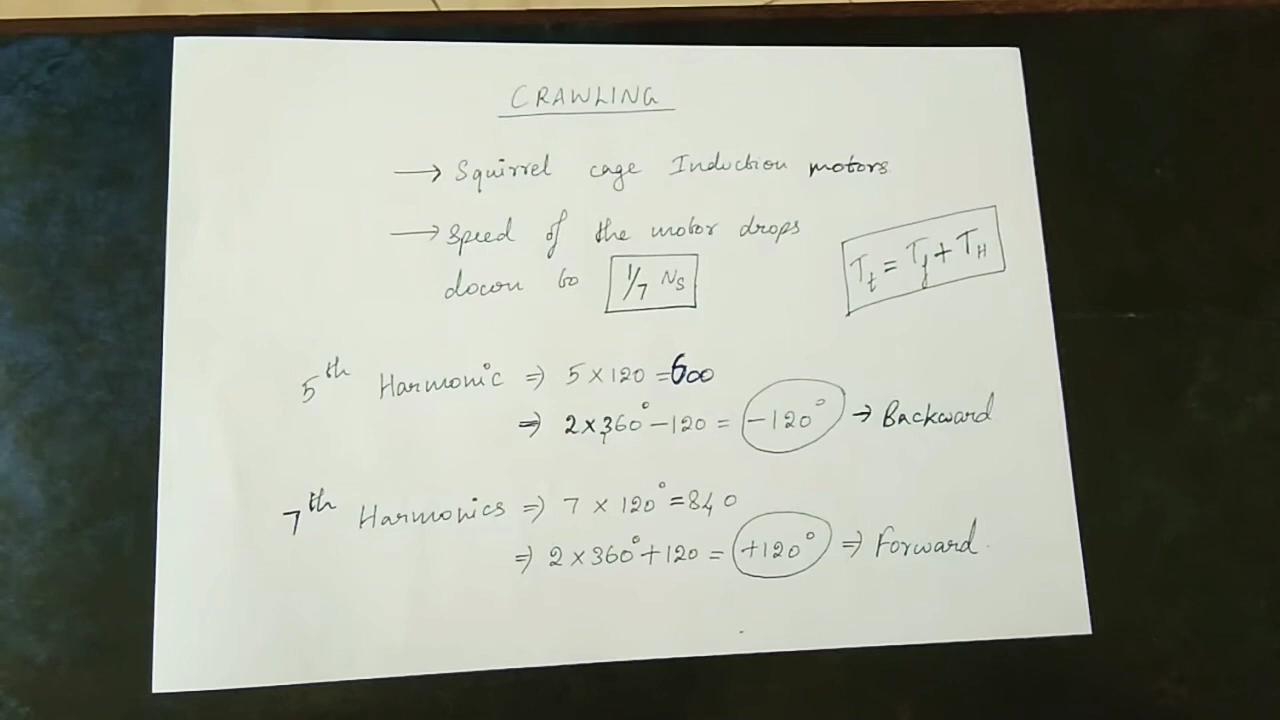 CRAWLING
→ Squirrel cage Induction motors
→ Speed of the motor drops
down to 1/7 Ns
Tt = Tf + TH
5th Harmonic ⇒ 5 × 120 = 600
⇒ 2 × 360° - 120 = -120° → Backward
7th Harmonics ⇒ 7 × 120° = 840
⇒ 2 × 360° + 120 = +120° ⇒ Forward.